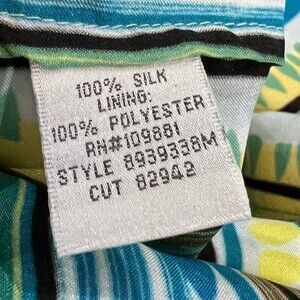 100% SILK
LINING:
100% POLYESTER
RN#109881
STYLE 8939338M
CUT 82942